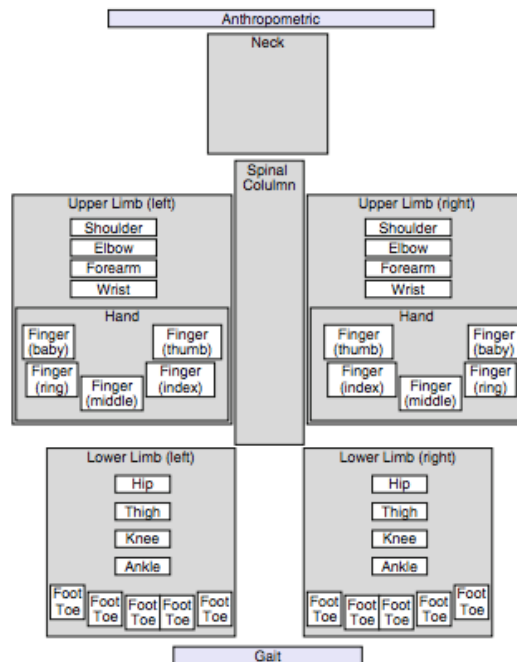 Anthropometric
Neck
Spinal
Colulmn
Upper Limb (left)
Shoulder
Elbow
Forearm
Wrist
Hand
Finger
(baby)
Finger
(thumb)
Finger
(ring)
Finger
(middle)
Finger
(index)
Upper Limb (right)
Shoulder
Elbow
Forearm
Wrist
Hand
Finger
(thumb)
Finger
(baby)
Finger
(index)
Finger
(middle)
Finger
(ring)
Lower Limb (left)
Hip
Thigh
Knee
Ankle
Foot
Toe
Foot
Toe
Foot
Toe
Foot
Toe
Foot
Toe
Lower Limb (right)
Hip
Thigh
Knee
Ankle
Foot
Toe
Foot
Toe
Foot
Toe
Foot
Toe
Foot
Toe
Gait